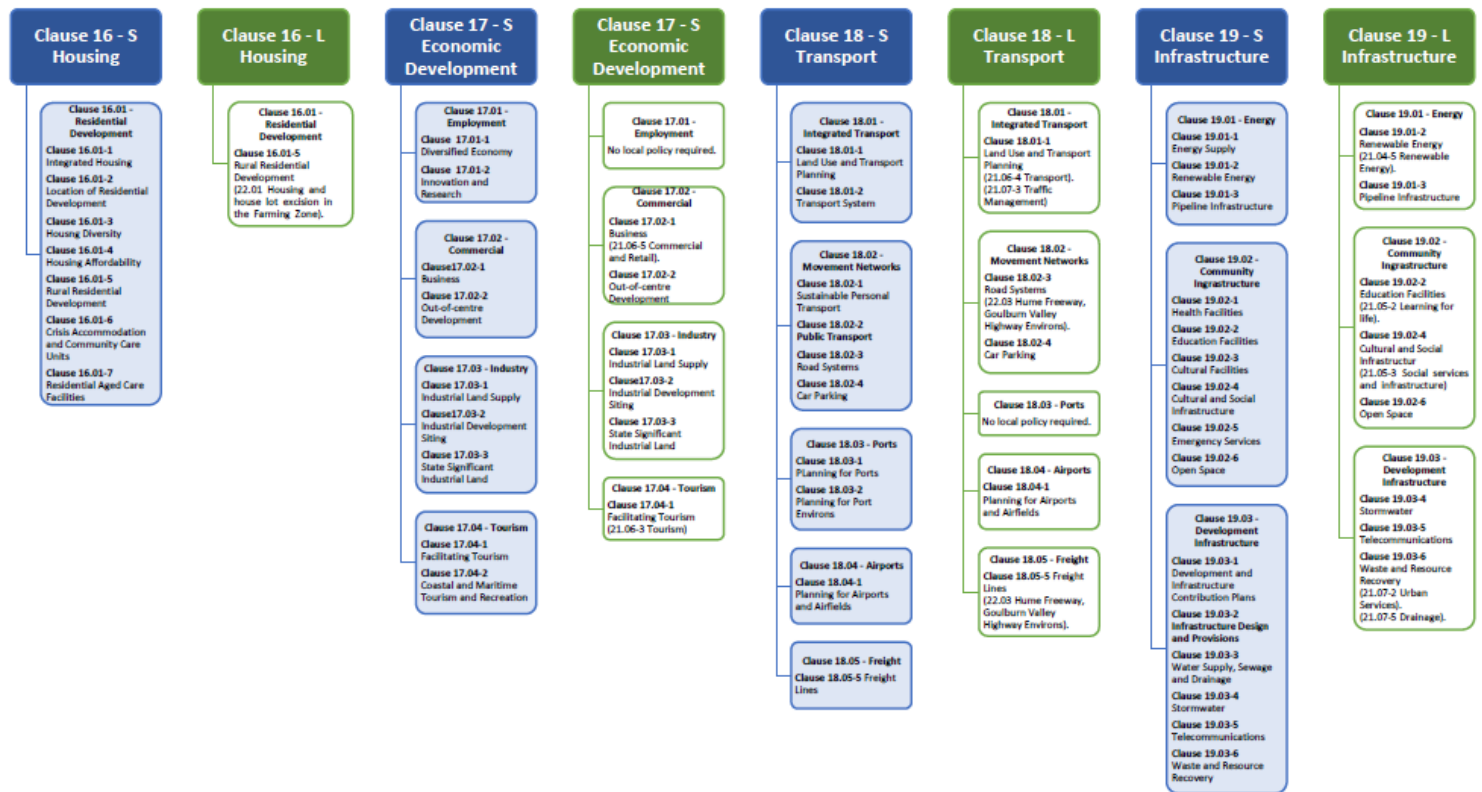 Clause 16 - S
Housing
Clause 16.01 -
Residential
Development
Clause 16.01-1
Integrated Housing
Clause 16.01-2
Location of Residential
Development
Clause 16.01-3
Housng Diversity
Clause 16.01-4
Housing Affordability
Clause 16.01-5
Rural Residential
Development
Clause 16.01-6
Crisis Accommodation
and Community Care
Units
Clause 16.01-7
Residential Aged Care
Facilities
Clause 16 - L
Housing
Clause 16.01 -
Residential
Development
Clause 16.01-5
Rural Residential
Development
(22.01 Housing and
house lot excision in
the Farming Zone).
Clause 17 - S
Economic
Development
Clause 17.01 -
Employment
Clause 17.01-1
Diversified Economy
Clause 17.01-2
Innovation and
Research
Clause 17.02 -
Commercial
Clause17.02-1
Business
Clause 17.02-2
Out-of-centre
Development
Clause 17.03 - Industry
Clause 17.03-1
Industrial Land Supply
Clause17.03-2
Industrial Development
Siting
Clause 17.03-3
State Significant
Industrial Land
Clause 17.04 - Tourism
Clause 17.04-1
Facilitating Tourism
Clause 17.04-2
Coastal and Maritime
Tourism and Recreation
Clause 17 - S
Economic
Development
Clause 17.01 -
Employment
No local policy required.
Clause 17.02 -
Commercial
Clause 17.02-1
Business
(21.06-5 Commercial
and Retail).
Clause 17.02-2
Out-of-centre
Development
Clause 17.03 - Industry
Clause 17.03-1
Industrial Land Supply
Clause17.03-2
Industrial Development
Siting
Clause 17.03-3
State Significant
Industrial Land
Clause 17.04 - Tourism
Clause 17.04-1
Facilitating Tourism
(21.06-3 Tourism)
Clause 18 - S
Transport
Clause 18.01 -
Integrated Transport
Clause 18.01-1
Land Use and Transport
Planning
Clause 18.01-2
Transport System
Clause 18.02 -
Movement Networks
Clause 18.02-1
Sustainable Personal
Transport
Clause 18.02-2
Public Transport
Clause 18.02-3
Road Systems
Clause 18.02-4
Car Parking
Clause 18.03 - Ports
Clause 18.03-1
PLanning for Ports
Clause 18.03-2
Planning for Port
Environs
Clause 18.04 - Airports
Clause 18.04-1
Planning for Airports
and Airfields
Clause 18.05 - Freight
Clause 18.05-5 Freight
Lines
Clause 18 - L
Transport
Clause 18.01 -
Integrated Transport
Clause 18.01-1
Land Use and Transport
Planning
(21.06-4 Transport).
(21.07-3 Traffic
Management)
Clause 18.02 -
Movement Networks
Clause 18.02-3
Road Systems
(22.03 Hume Freeway,
Goulburn Valley
Highway Environs).
Clause 18.02-4
Car Parking
Clause 18.03 - Ports
No local policy required.
Clause 18.04 - Airports
Clause 18.04-1
Planning for Airports
and Airfields
Clause 18.05 - Freight
Clause 18.05-5 Freight
Lines
(22.03 Hume Freeway,
Goulburn Valley
Highway Environs).
Clause 19 - S
Infrastructure
Clause 19.01 - Energy
Clause 19.01-1
Energy Supply
Clause 19.01-2
Renewable Energy
Clause 19.01-3
Pipeline Infrastructure
Clause 19.02 -
Community
Ingrastructure
Clause 19.02-1
Health Facilities
Clause 19.02-2
Education Facilities
Clause 19.02-3
Cultural Facilities
Clause 19.02-4
Cultural and Social
Infrastructure
Clause 19.02-5
Emergency Services
Clause 19.02-6
Open Space
Clause 19.03 -
Development
Infrastructure
Clause 19.03-1
Development and
Infrastructure
Contribution Plans
Clause 19.03-2
Infrastructure Design
and Provisions
Clause 19.03-3
Water Supply, Sewage
and Drainage
Clause 19.03-4
Stormwater
Clause 19.03-5
Telecommunications
Clause 19.03-6
Waste and Resource
Recovery
Clause 19 - L
Infrastructure
Clause 19.01 - Energy
Clause 19.01-2
Renewable Energy
(21.04-5 Renewable
Energy).
Clause 19.01-3
Pipeline Infrastructure
Clause 19.02 -
Community
Ingrastructure
Clause 19.02-2
Education Facilities
(21.05-2 Learning for
life).
Clause 19.02-4
Cultural and Social
Infrastructur
(21.05-3 Social services
and infrastructure)
Clause 19.02-6
Open Space
Clause 19.03 -
Development
Infrastructure
Clause 19.03-4
Stormwater
Clause 19.03-5
Telecommunications
Clause 19.03-6
Waste and Resource
Recovery
(21.07-2 Urban
Services).
(21.07-5 Drainage).